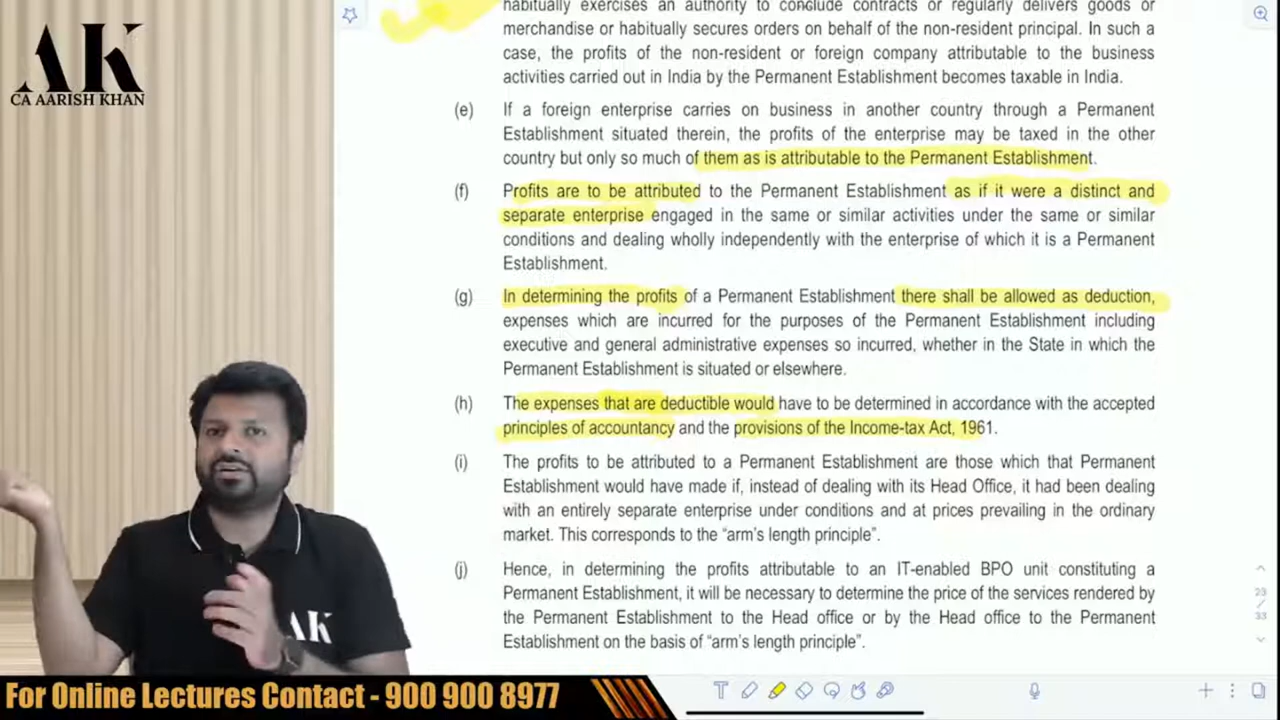 AK
CA AARISH KHAN
habitually exercises an authority to conclude contracts or regularly delivers goods or
merchandise or habitually secures orders on behalf of the non-resident principal. In such a
case, the profits of the non-resident or foreign company attributable to the business
activities carried out in India by the Permanent Establishment becomes taxable in India.
(e) If a foreign enterprise carries on business in another country through a Permanent
Establishment situated therein, the profits of the enterprise may be taxed in the other
country but only so much of them as is attributable to the Permanent Establishment.
(f) Profits are to be attributed to the Permanent Establishment as if it were a distinct and
separate enterprise engaged in the same or similar activities under the same or similar
conditions and dealing wholly independently with the enterprise of which it is a Permanent
Establishment.
(g) In determining the profits of a Permanent Establishment there shall be allowed as deduction,
expenses which are incurred for the purposes of the Permanent Establishment including
executive and general administrative expenses so incurred, whether in the State in which the
Permanent Establishment is situated or elsewhere.
(h) The expenses that are deductible would have to be determined in accordance with the accepted
principles of accountancy and the provisions of the Income-tax Act, 1961.
(i) The profits to be attributed to a Permanent Establishment are those which that Permanent
Establishment would have made if, instead of dealing with its Head Office, it had been dealing
with an entirely separate enterprise under conditions and at prices prevailing in the ordinary
market. This corresponds to the “arm’s length principle”.
(j) Hence, in determining the profits attributable to an IT-enabled BPO unit constituting a
Permanent Establishment, it will be necessary to determine the price of the services rendered by
the Permanent Establishment to the Head office or by the Head office to the Permanent
Establishment on the basis of “arm’s length principle”.
23
/
33
AK
For Online Lectures Contact - 900 900 8977